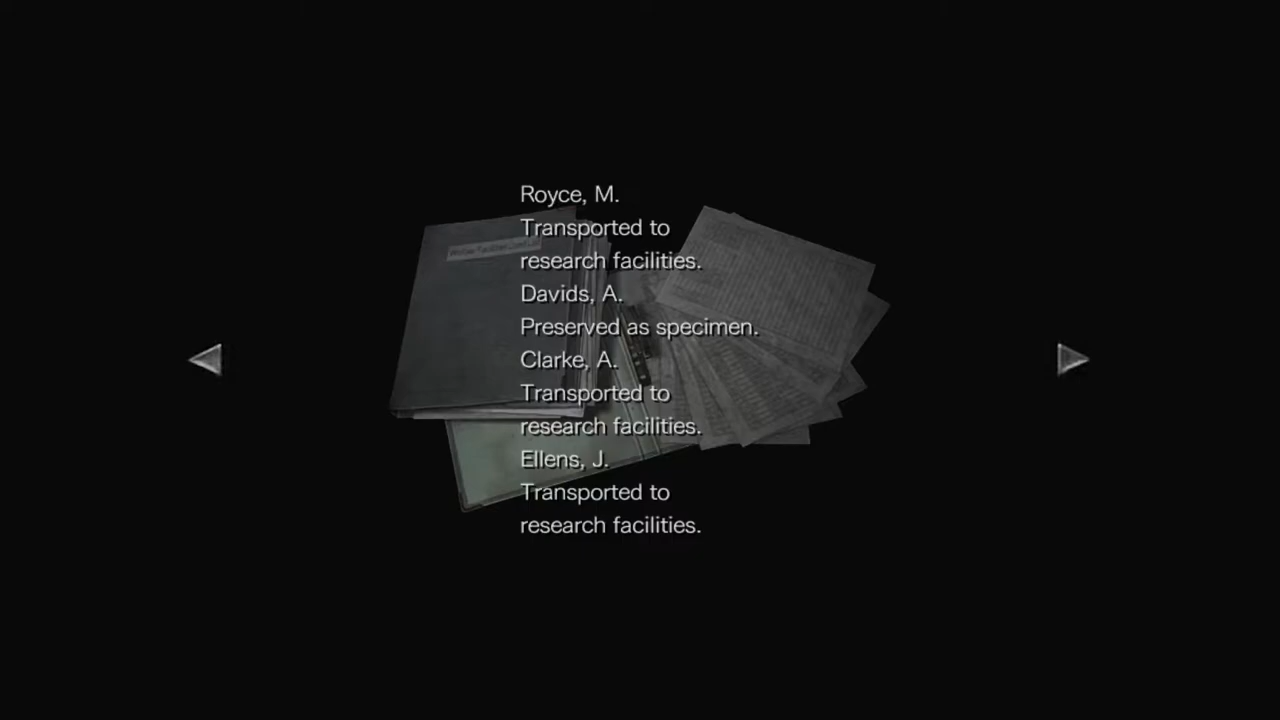 Royce, M.
Transported to
research facilities.
Davids, A.
Preserved as specimen.
Clarke, A.
Transported to
research facilities.
Ellens, J.
Transported to
research facilities.